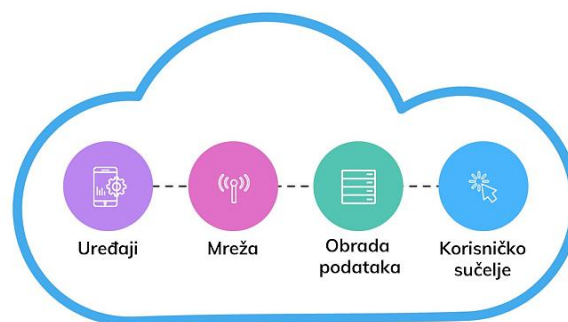 Uređaji
Mreža
Obrada
podataka
Korisničko
sučelje